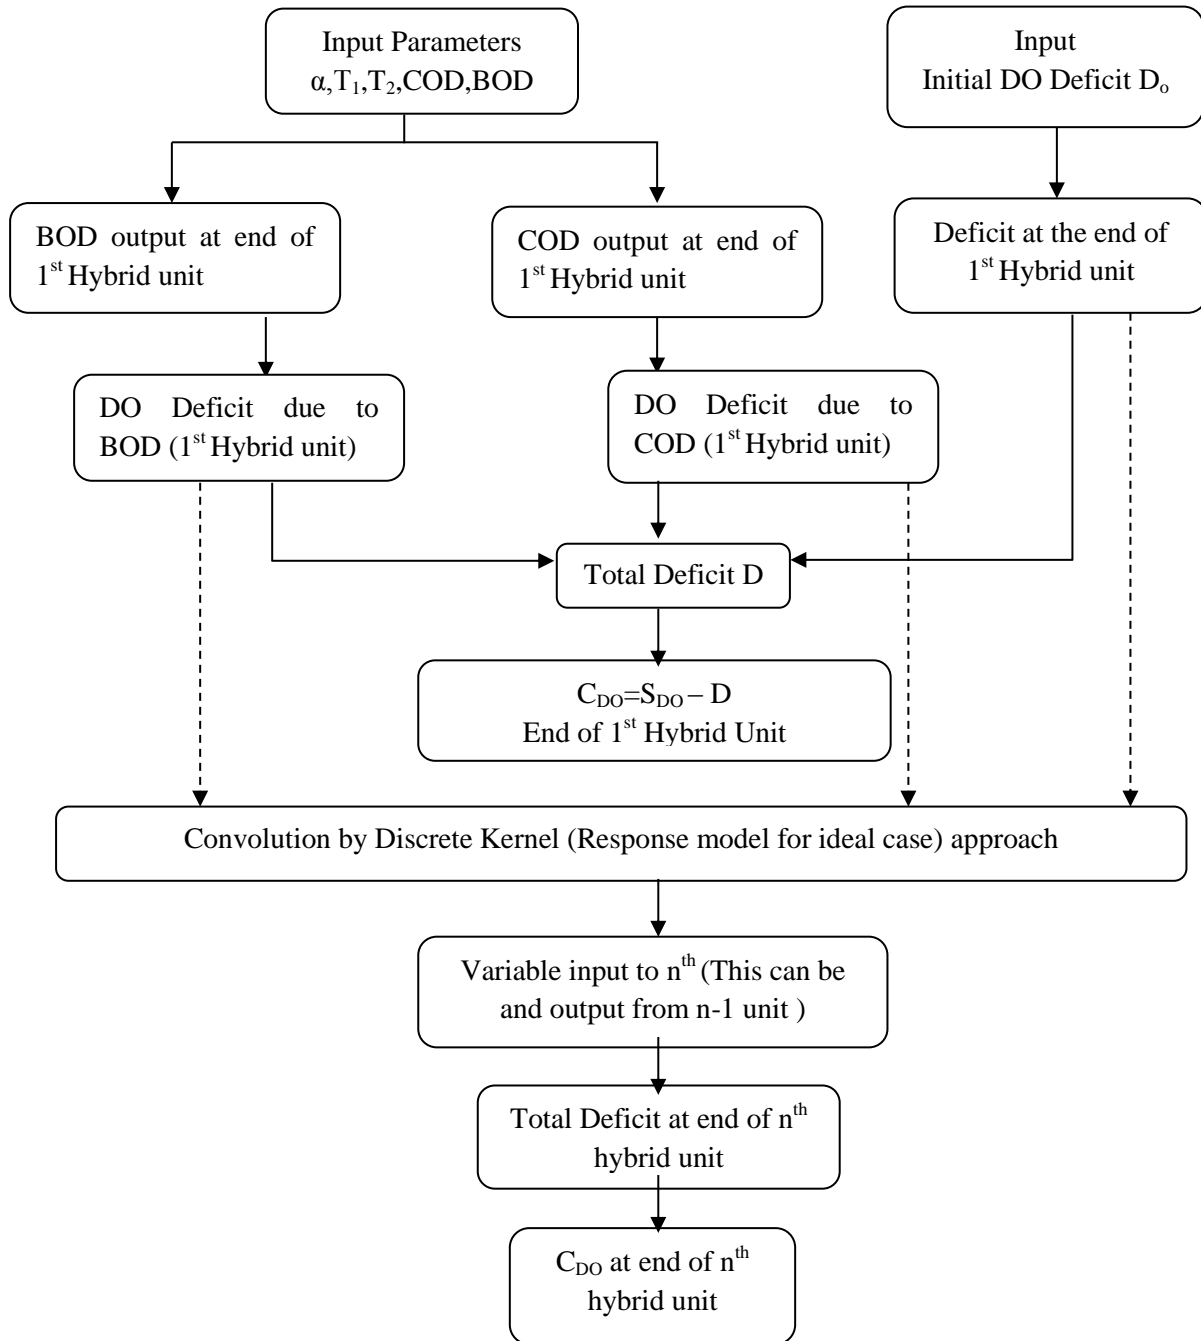 Input Parameters
α,T₁,T₂,COD,BOD
Input
Initial DO Deficit Dₒ
BOD output at end of
1ˢᵗ Hybrid unit
COD output at end of
1ˢᵗ Hybrid unit
Deficit at the end of
1ˢᵗ Hybrid unit
DO Deficit due to
BOD (1ˢᵗ Hybrid unit)
DO Deficit due to
COD (1ˢᵗ Hybrid unit)
Total Deficit D
C_DO=S_DO – D
End of 1ˢᵗ Hybrid Unit
Convolution by Discrete Kernel (Response model for ideal case) approach
Variable input to nᵗʰ (This can be
and output from n-1 unit )
Total Deficit at end of nᵗʰ
hybrid unit
C_DO at end of nᵗʰ
hybrid unit